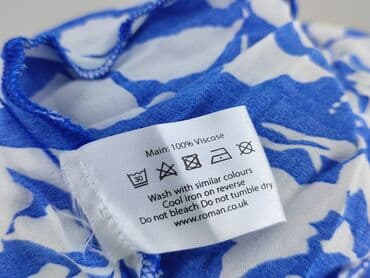 Main: 100% Viscose
30
Wash with similar colours
Cool iron on reverse
Do not bleach Do not tumble dry
www.roman.co.uk